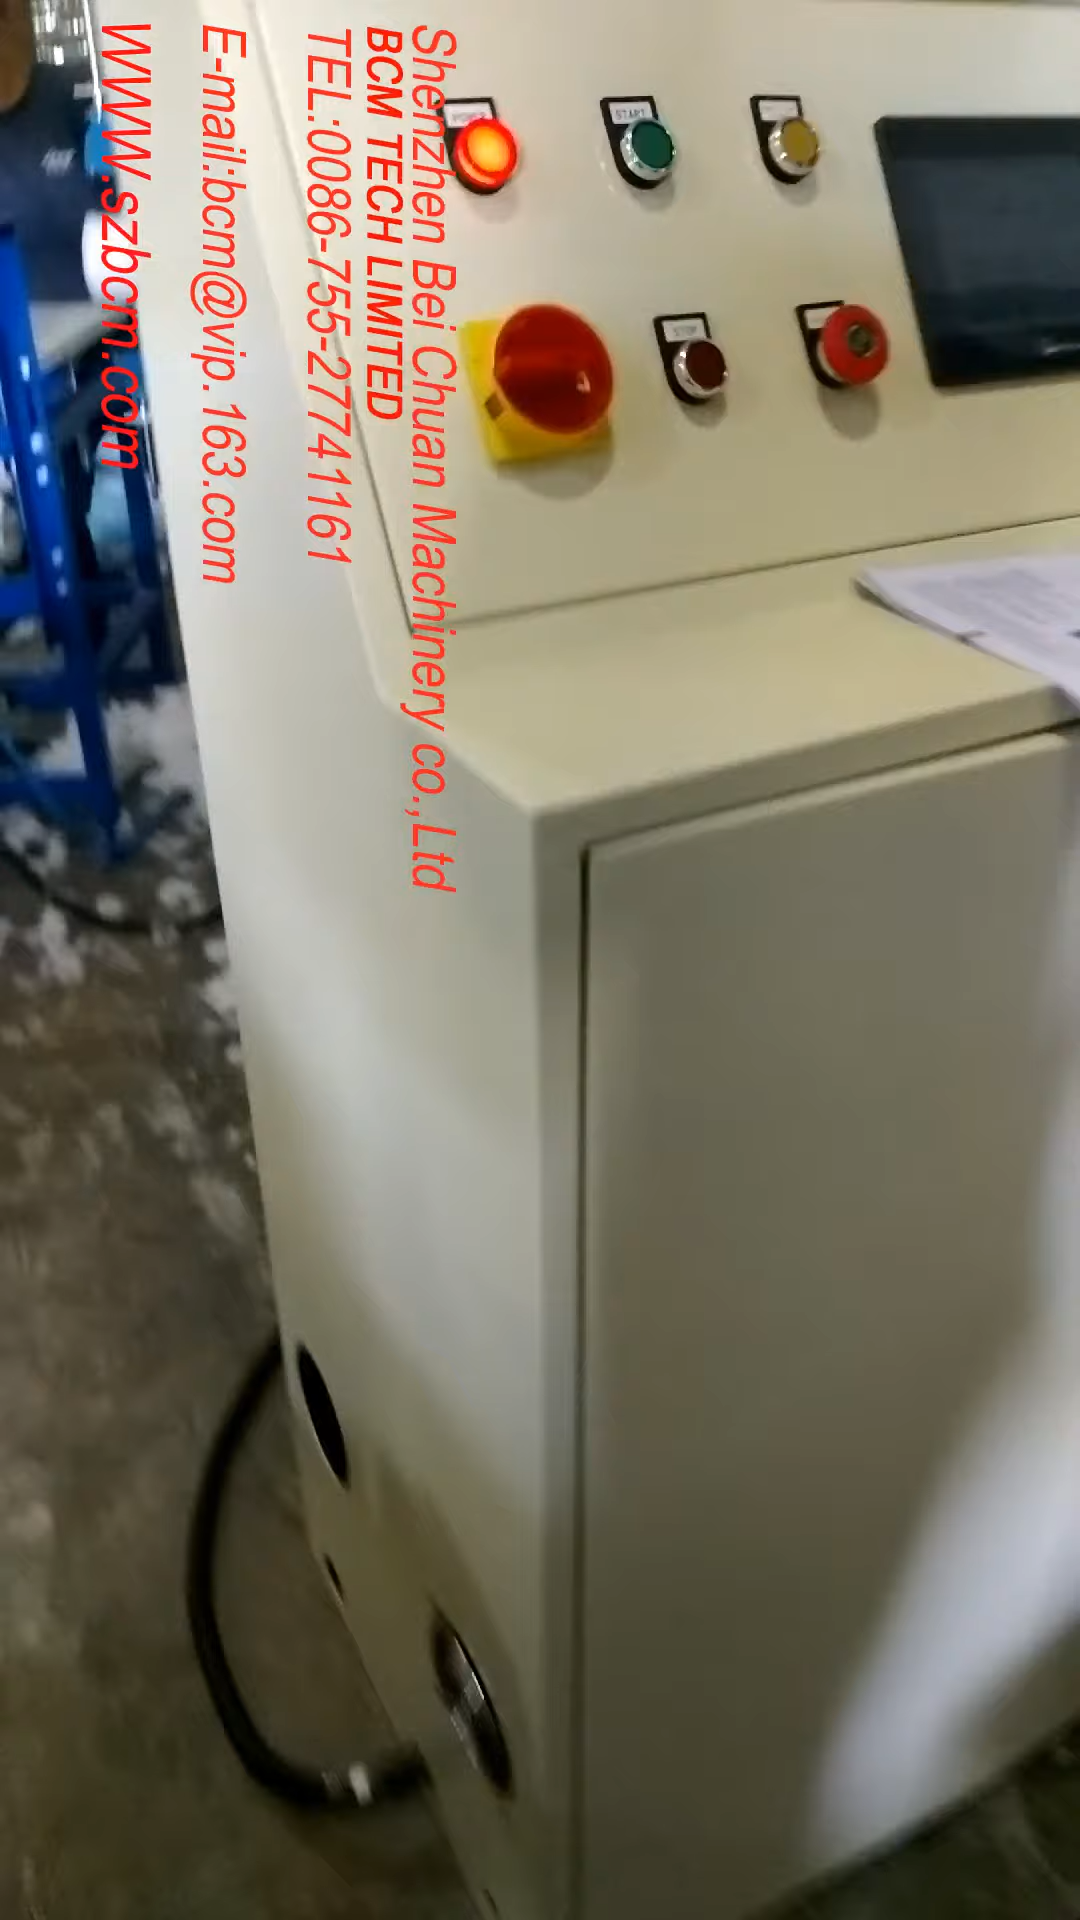 Shenzhen Bei Chuan Machinery co.,Ltd
BCM TECH LIMITED
TEL:0086-755-27741161
E-mail:bcm@vip.163.com
www.szbcm.com
POWER
START
STOP